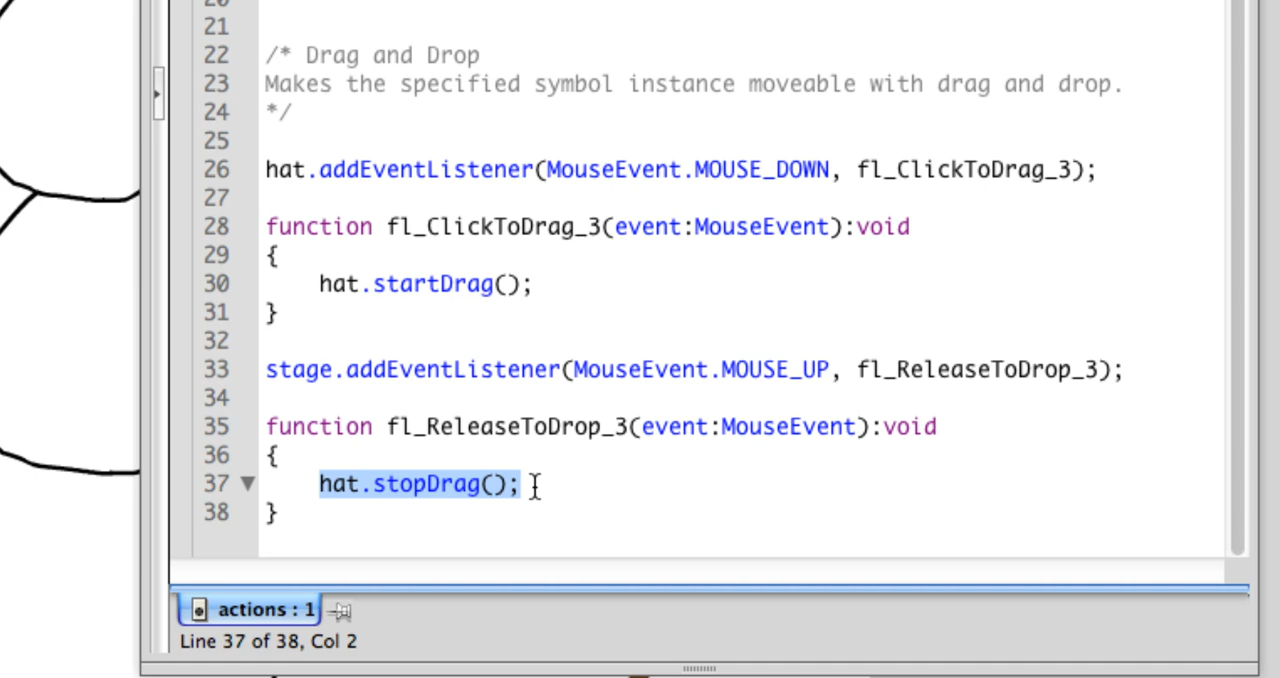 20
21
22 /* Drag and Drop
23 Makes the specified symbol instance moveable with drag and drop.
24 */
25
26 hat.addEventListener(MouseEvent.MOUSE_DOWN, fl_ClickToDrag_3);
27
28 function fl_ClickToDrag_3(event:MouseEvent):void
29 {
30 hat.startDrag();
31 }
32
33 stage.addEventListener(MouseEvent.MOUSE_UP, fl_ReleaseToDrop_3);
34
35 function fl_ReleaseToDrop_3(event:MouseEvent):void
36 {
37 hat.stopDrag();
38 }
actions : 1
Line 37 of 38, Col 2